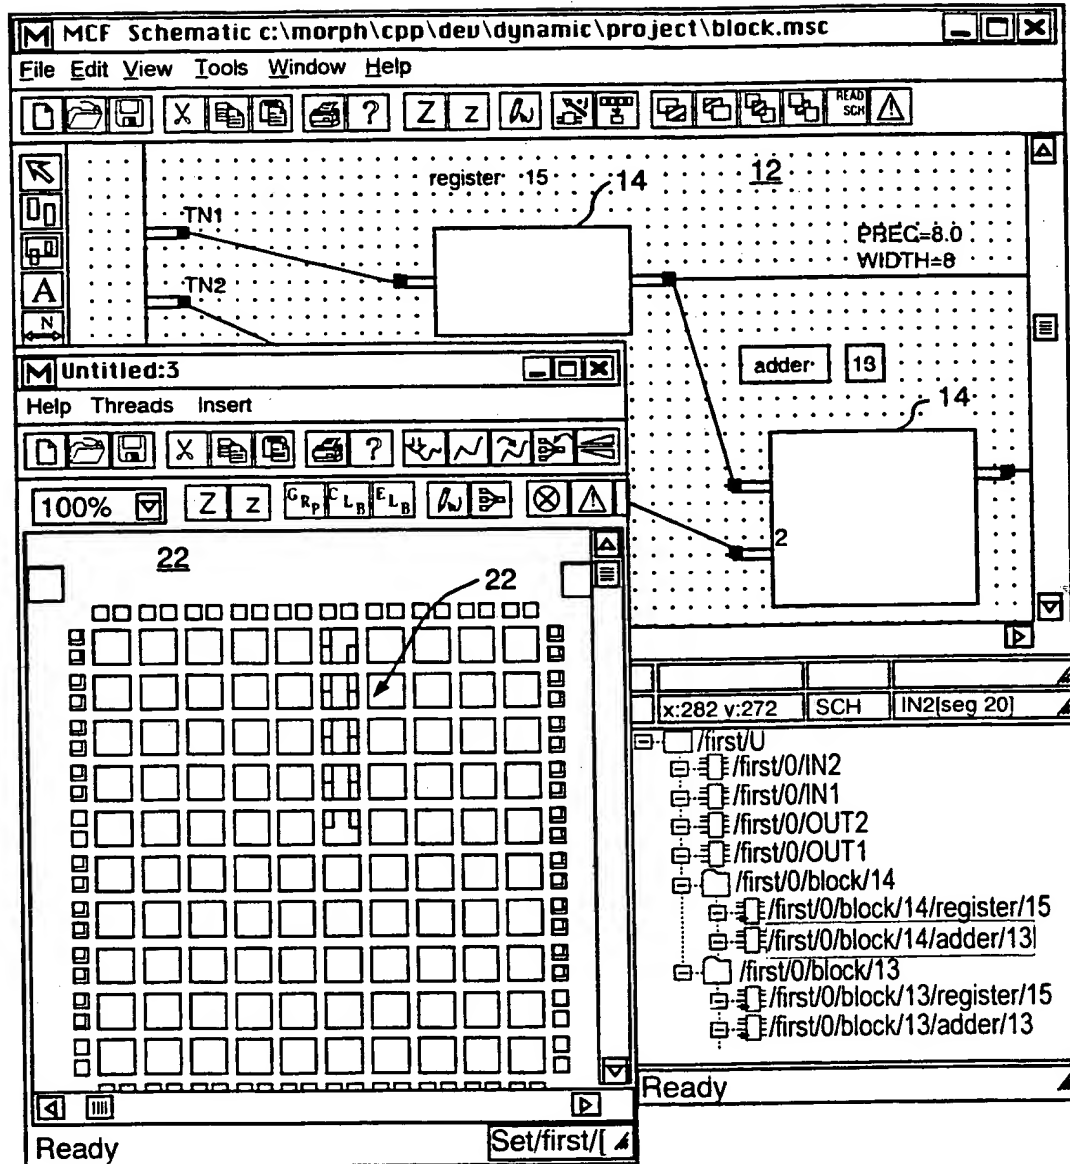 M MCF Schematic c:\morph\cpp\dev\dynamic\project\block.msc
File Edit View Tools Window Help
? Z z READ SCH
register 15 14 12
TN1
PREC=8.0
WIDTH=8
TN2
A
N
adder 13
14
2
M Untitled:3
Help Threads Insert
?
100% Z z GRP CLB ELB
22
22
x:282 v:272 SCH IN2[seg 20]
/first/U
/first/0/IN2
/first/0/IN1
/first/0/OUT2
/first/0/OUT1
/first/0/block/14
/first/0/block/14/register/15
/first/0/block/14/adder/13
/first/0/block/13
/first/0/block/13/register/15
/first/0/block/13/adder/13
Ready
Ready Set/first/[